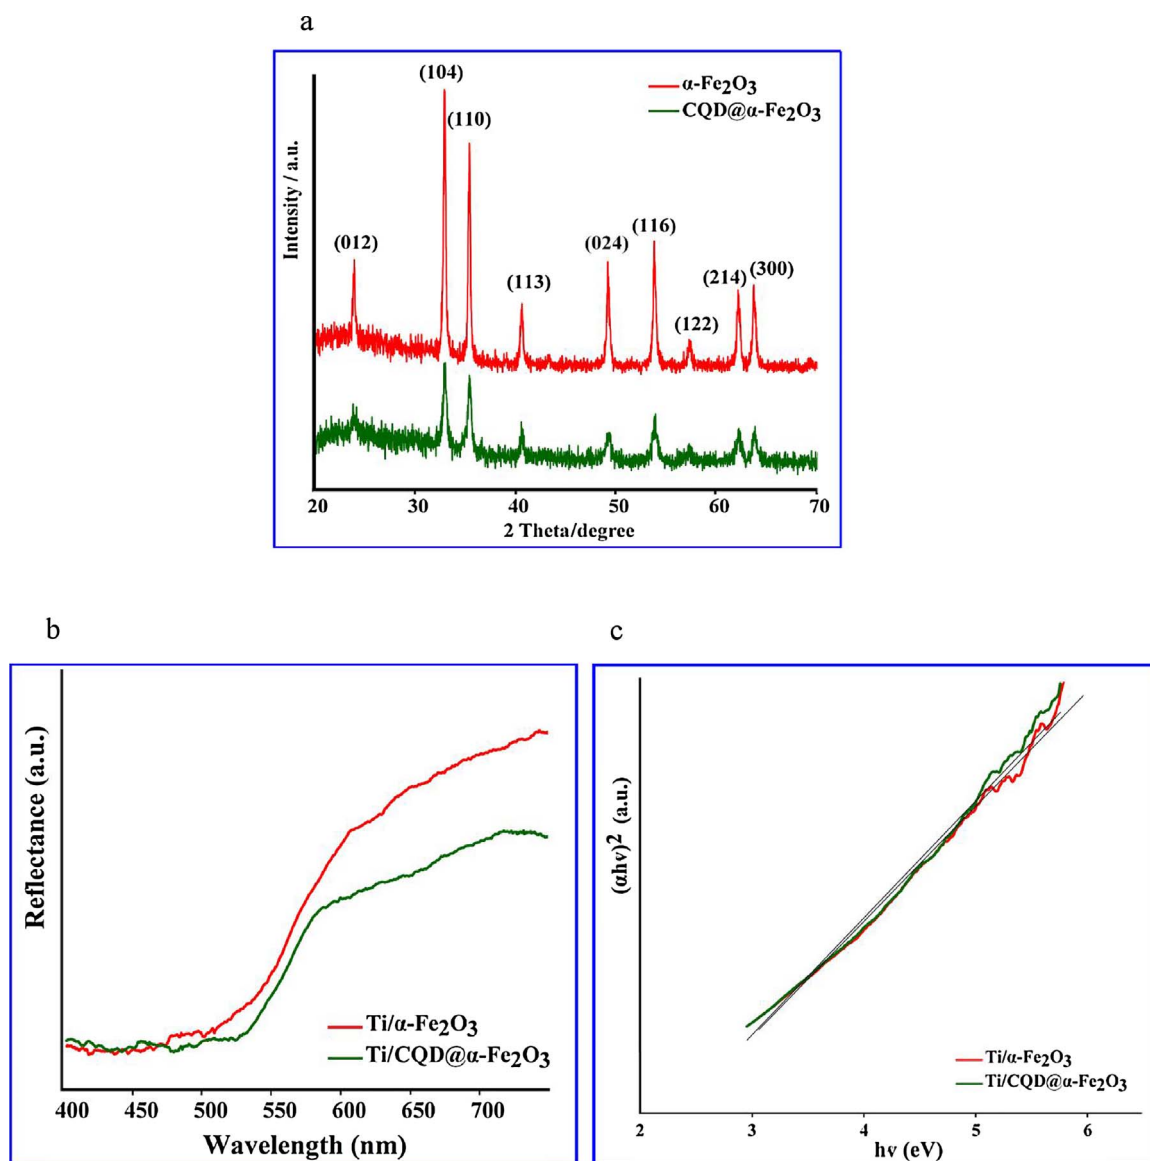 a
(104)
α-Fe2O3
(110)
CQD@α-Fe2O3
Intensity / a.u.
(012)
(113)
(024)
(116)
(122)
(214)
(300)
20 30 40 50 60 70
2 Theta/degree
b
Reflectance (a.u.)
Ti/α-Fe2O3
Ti/CQD@α-Fe2O3
400 450 500 550 600 650 700
Wavelength (nm)
c
(αhν)2 (a.u.)
Ti/α-Fe2O3
Ti/CQD@α-Fe2O3
2 3 4 5 6
hν (eV)